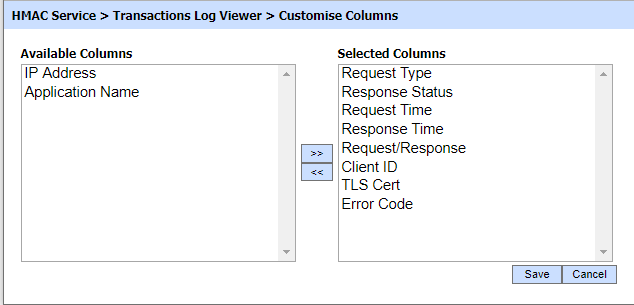 HMAC Service > Transactions Log Viewer > Customise Columns
Available Columns
IP Address
Application Name
>>
<<
Selected Columns
Request Type
Response Status
Request Time
Response Time
Request/Response
Client ID
TLS Cert
Error Code
Save
Cancel